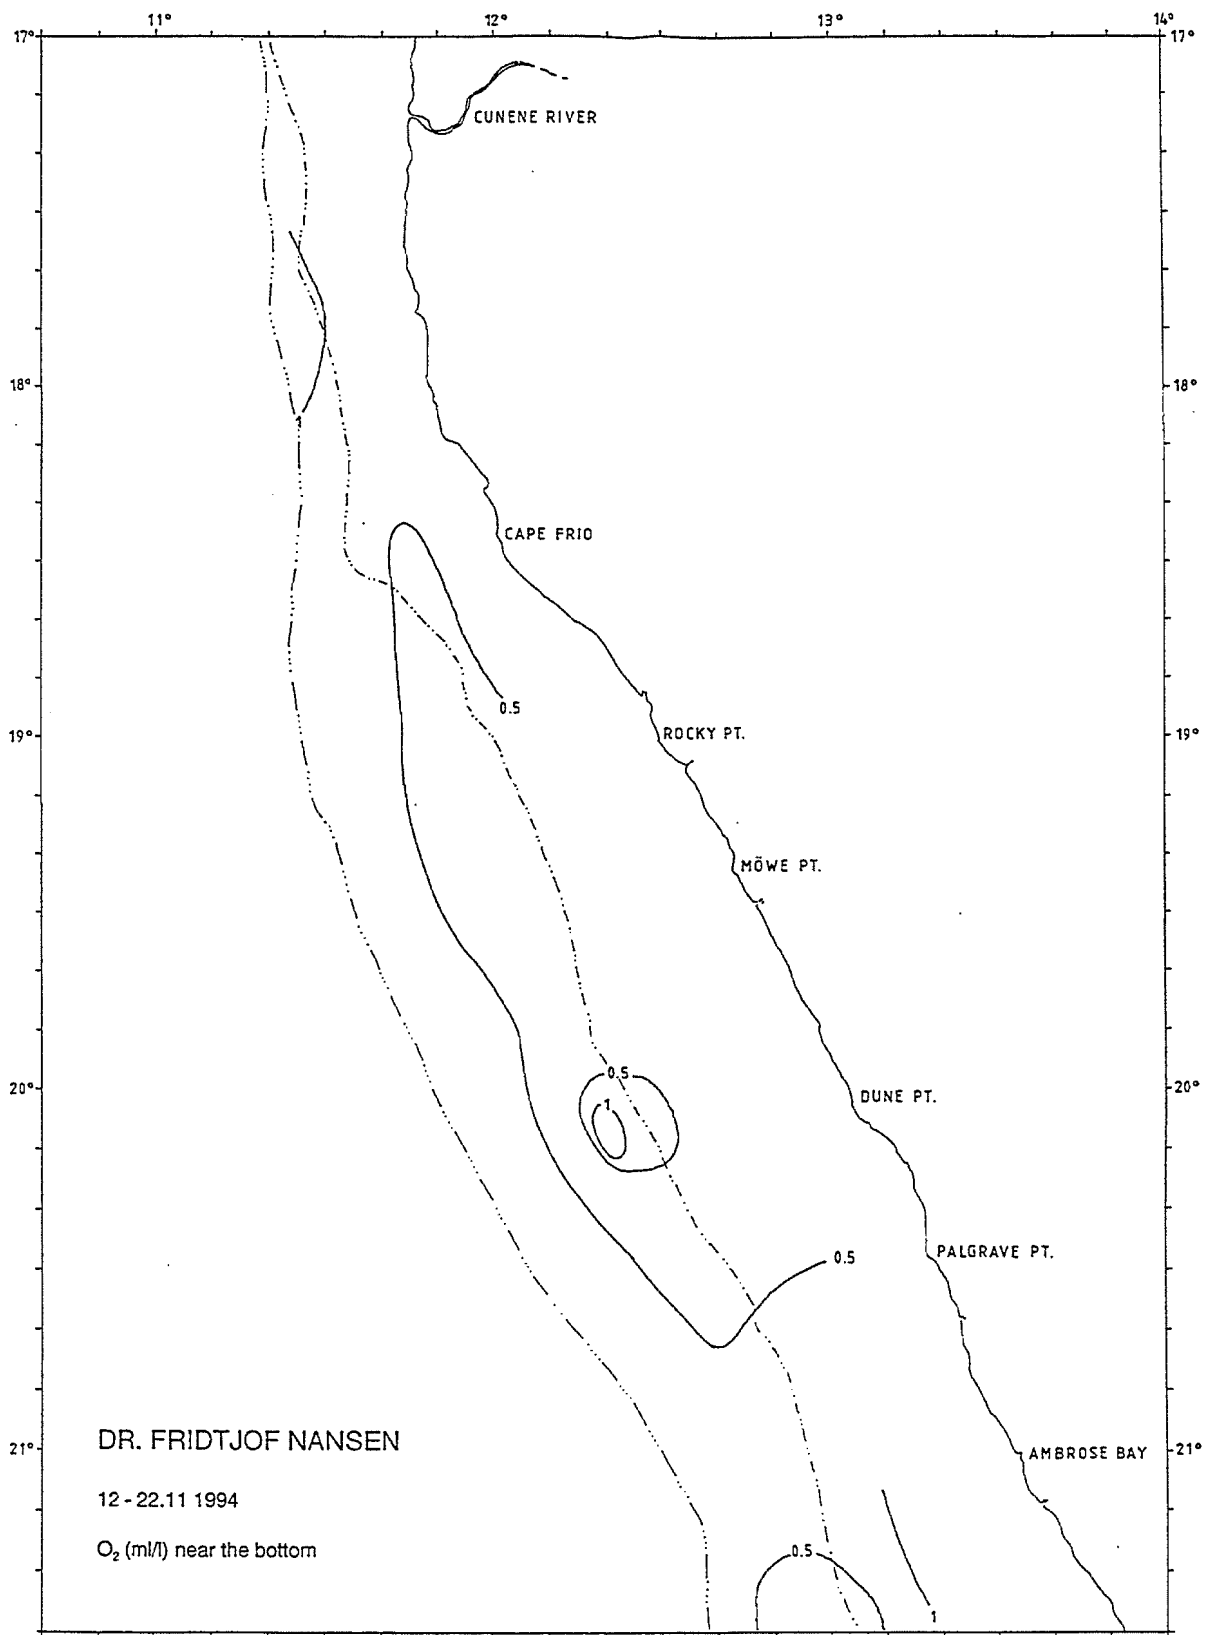 11° 12° 13° 14°
17° 17°
CUNENE RIVER
18° 18°
CAPE FRIO
0.5
19° ROCKY PT. 19°
MÖWE PT.
0.5
20° 1 DUNE PT. 20°
PALGRAVE PT.
0.5
DR. FRIDTJOF NANSEN
21° AMBROSE BAY 21°
12 - 22.11 1994
O₂ (ml/l) near the bottom
0.5
1